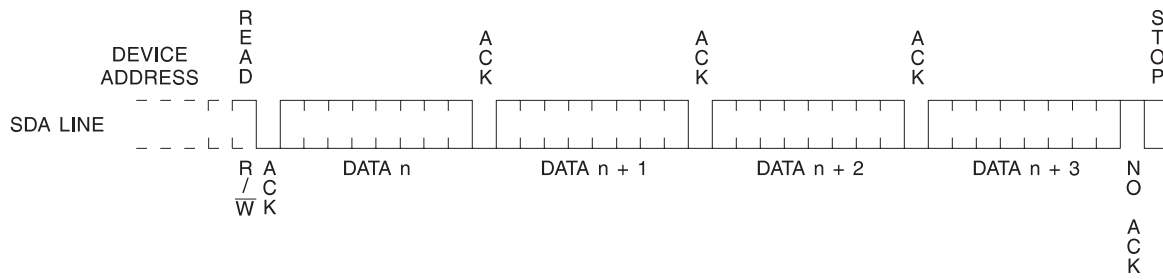 READ
ACK
ACK
ACK
STOP
DEVICE
ADDRESS
SDA LINE
R/W
ACK
DATA n
DATA n + 1
DATA n + 2
DATA n + 3
NO ACK